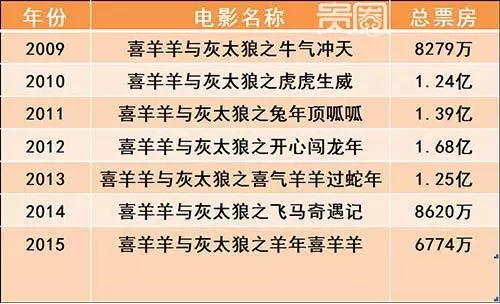 年份 电影名称 总票房
贵圈
2009 喜羊羊与灰太狼之牛气冲天 8279万
2010 喜羊羊与灰太狼之虎虎生威 1.24亿
2011 喜羊羊与灰太狼之兔年顶呱呱 1.39亿
2012 喜羊羊与灰太狼之开心闯龙年 1.68亿
2013 喜羊羊与灰太狼之喜气羊羊过蛇年 1.25亿
2014 喜羊羊与灰太狼之飞马奇遇记 8620万
2015 喜羊羊与灰太狼之羊年喜羊羊 6774万